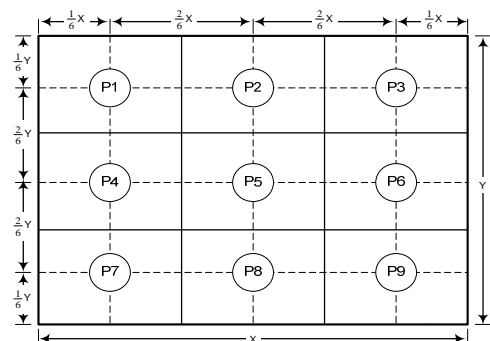 1/6 X 2/6 X 2/6 X 1/6 X
1/6 Y
P1 P2 P3
2/6 Y
P4 P5 P6
Y
2/6 Y
P7 P8 P9
1/6 Y
X